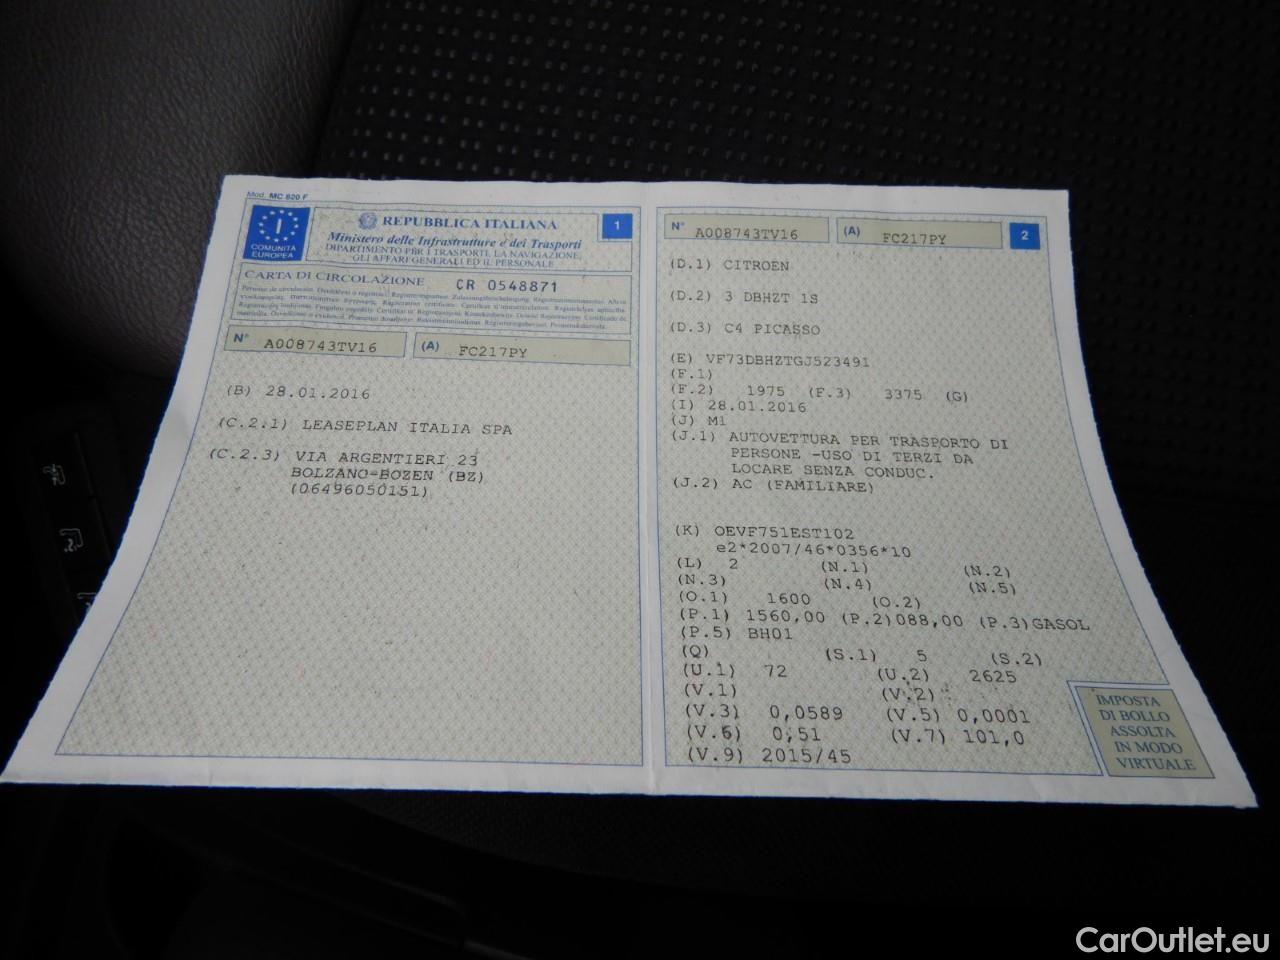 Mod. MC 820 F
I
COMUNITÀ
EUROPEA
REPUBBLICA ITALIANA
Ministero delle Infrastrutture e dei Trasporti
DIPARTIMENTO PER I TRASPORTI, LA NAVIGAZIONE,
GLI AFFARI GENERALI ED IL PERSONALE
1
CARTA DI CIRCOLAZIONE CR 0548871
N° A008743TV16 (A) FC217PY
(B) 28.01.2016
(C.2.1) LEASEPLAN ITALIA SPA
(C.2.3) VIA ARGENTIERI 23
BOLZANO=BOZEN (BZ)
(06496050151)
N° A008743TV16 (A) FC217PY 2
(D.1) CITROEN
(D.2) 3 DBHZT 1S
(D.3) C4 PICASSO
(E) VF73DBHZTGJ523491
(F.1)
(F.2) 1975 (F.3) 3375 (G)
(I) 28.01.2016
(J) M1
(J.1) AUTOVETTURA PER TRASPORTO DI
PERSONE -USO DI TERZI DA
LOCARE SENZA CONDUC.
(J.2) AC (FAMILIARE)
(K) OEVF751EST102
e2*2007/46*0356*10
(L) 2 (N.1) (N.2)
(N.3) (N.4) (N.5)
(O.1) 1600 (O.2)
(P.1) 1560,00 (P.2)088,00 (P.3)GASOL
(P.5) BH01
(Q) (S.1) 5 (S.2)
(U.1) 72 (U.2) 2625
(V.1) (V.2)
(V.3) 0,0589 (V.5) 0,0001
(V.6) 0,51 (V.7) 101,0
(V.9) 2015/45
IMPOSTA
DI BOLLO
ASSOLTA
IN MODO
VIRTUALE
CarOutlet.eu